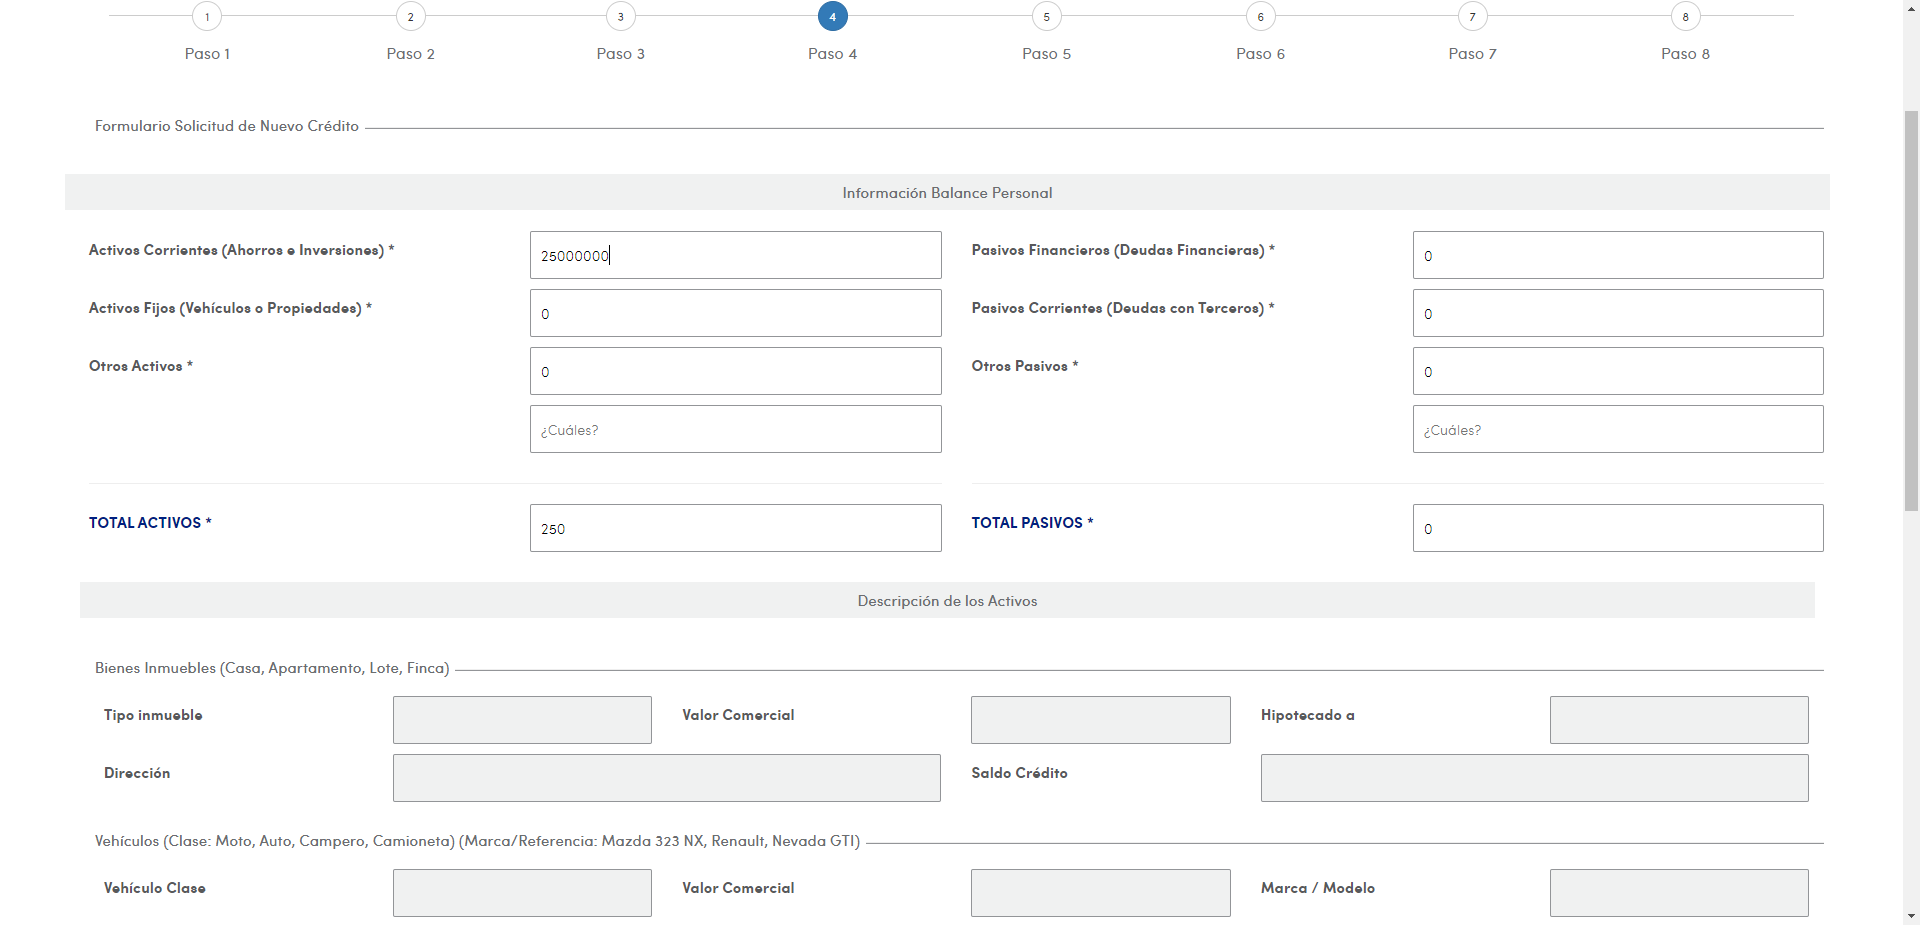 1 2 3 4 5 6 7 8
Paso 1 Paso 2 Paso 3 Paso 4 Paso 5 Paso 6 Paso 7 Paso 8
Formulario Solicitud de Nuevo Crédito
Información Balance Personal
Activos Corrientes (Ahorros e Inversiones) * 25000000 Pasivos Financieros (Deudas Financieras) * 0
Activos Fijos (Vehículos o Propiedades) * 0 Pasivos Corrientes (Deudas con Terceros) * 0
Otros Activos * 0 Otros Pasivos * 0
¿Cuáles? ¿Cuáles?
TOTAL ACTIVOS * 250 TOTAL PASIVOS * 0
Descripción de los Activos
Bienes Inmuebles (Casa, Apartamento, Lote, Finca)
Tipo inmueble Valor Comercial Hipotecado a
Dirección Saldo Crédito
Vehículos (Clase: Moto, Auto, Campero, Camioneta) (Marca/Referencia: Mazda 323 NX, Renault, Nevada GTI)
Vehículo Clase Valor Comercial Marca / Modelo